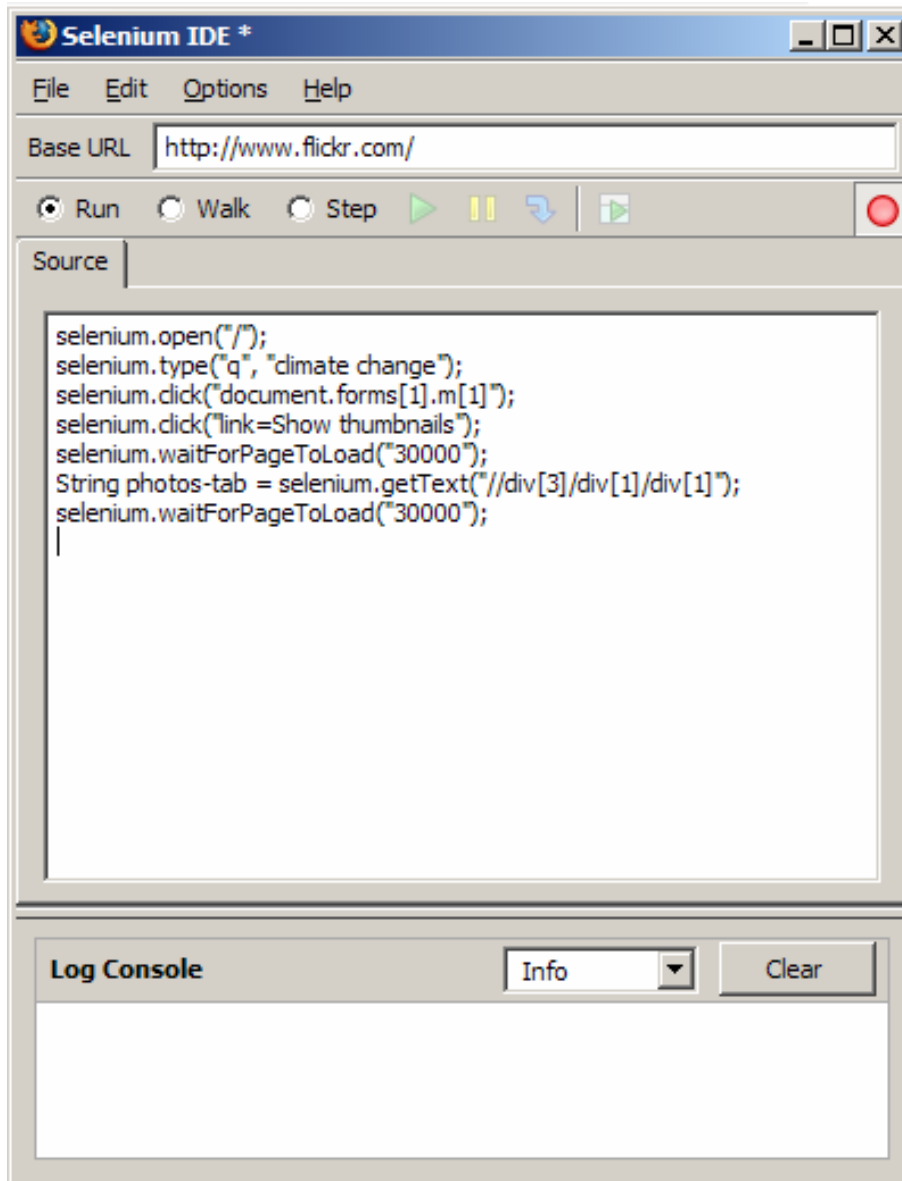 Selenium IDE *
File Edit Options Help
Base URL http://www.flickr.com/
Run Walk Step
Source
selenium.open("/");
selenium.type("q", "climate change");
selenium.click("document.forms[1].m[1]");
selenium.click("link=Show thumbnails");
selenium.waitForPageToLoad("30000");
String photos-tab = selenium.getText("//div[3]/div[1]/div[1]");
selenium.waitForPageToLoad("30000");
Log Console Info Clear